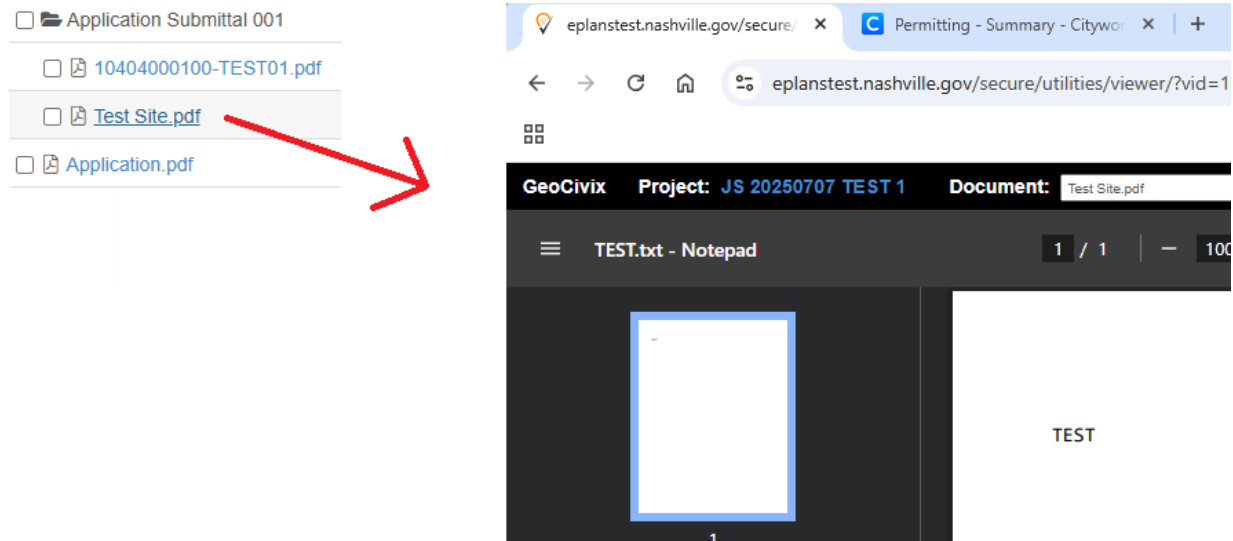 Application Submittal 001
10404000100-TEST01.pdf
Test Site.pdf
Application.pdf
eplanstest.nashville.gov/secure/
Permitting - Summary - Citywor
eplanstest.nashville.gov/secure/utilities/viewer/?vid=1
GeoCivix Project: JS 20250707 TEST 1 Document: Test Site.pdf
TEST.txt - Notepad 1 / 1 100
TEST
1